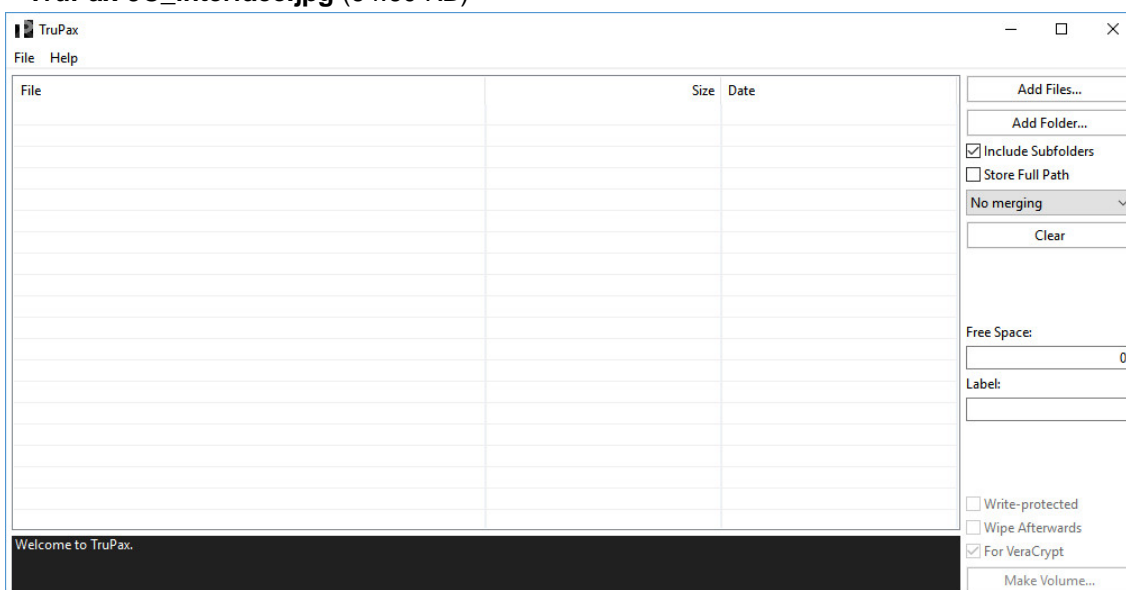 TruPax
File Help
File Size Date
Add Files...
Add Folder...
Include Subfolders
Store Full Path
No merging
Clear
Free Space:
0
Label:
Write-protected
Wipe Afterwards
For VeraCrypt
Make Volume...
Welcome to TruPax.